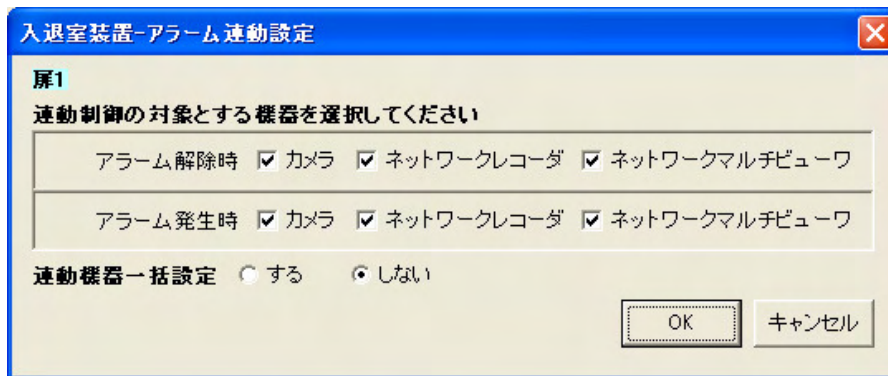 入退室装置-アラーム連動設定
扉1
連動制御の対象とする機器を選択してください
アラーム解除時 カメラ ネットワークレコーダ ネットワークマルチビューワ
アラーム発生時 カメラ ネットワークレコーダ ネットワークマルチビューワ
連動機器一括設定 する しない
OK キャンセル